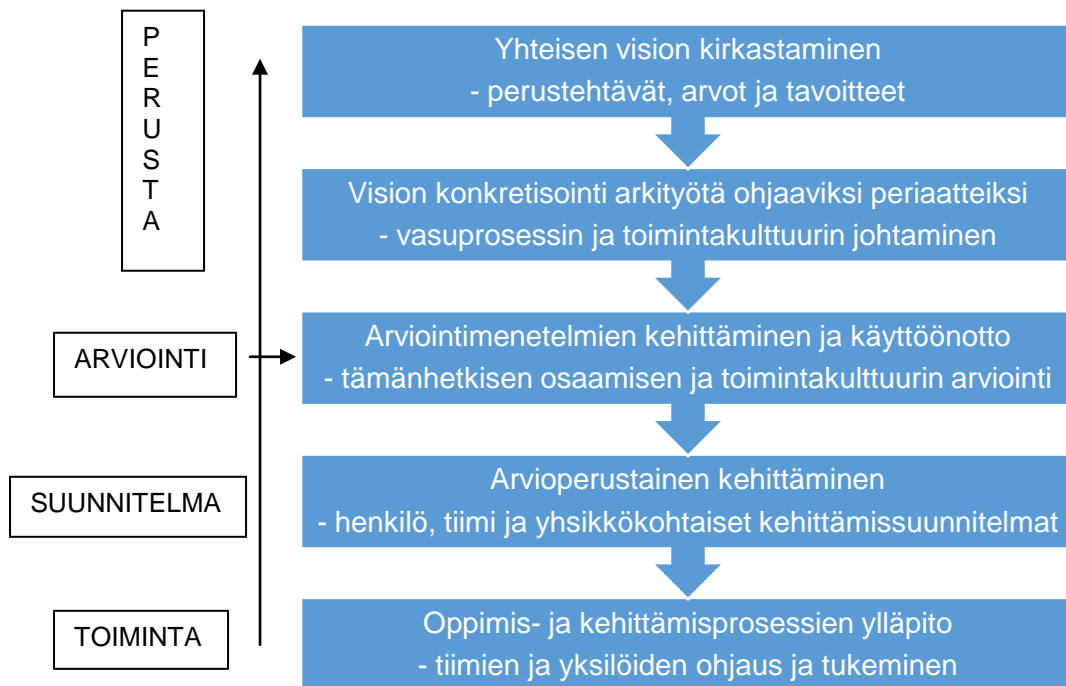 PERUSTA
Yhteisen vision kirkastaminen
- perustehtävät, arvot ja tavoitteet
Vision konkretisointi arkityötä ohjaaviksi periaatteiksi
- vasuprosessin ja toimintakulttuurin johtaminen
ARVIOINTI
Arviointimenetelmien kehittäminen ja käyttöönotto
- tämänhetkisen osaamisen ja toimintakulttuurin arviointi
SUUNNITELMA
Arvioperustainen kehittäminen
- henkilö, tiimi ja yhsikkökohtaiset kehittämissuunnitelmat
TOIMINTA
Oppimis- ja kehittämisprosessien ylläpito
- tiimien ja yksilöiden ohjaus ja tukeminen